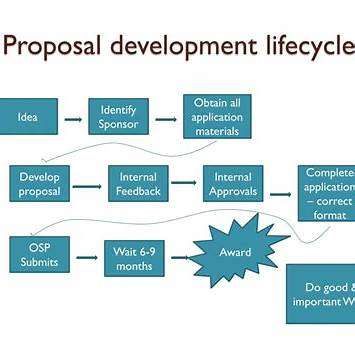 Proposal development lifecycle
Idea
Identify
Sponsor
Obtain all
application
materials
Develop
proposal
Internal
Feedback
Internal
Approvals
Complete
application
– correct
format
OSP
Submits
Wait 6-9
months
Award
Do good &
important W